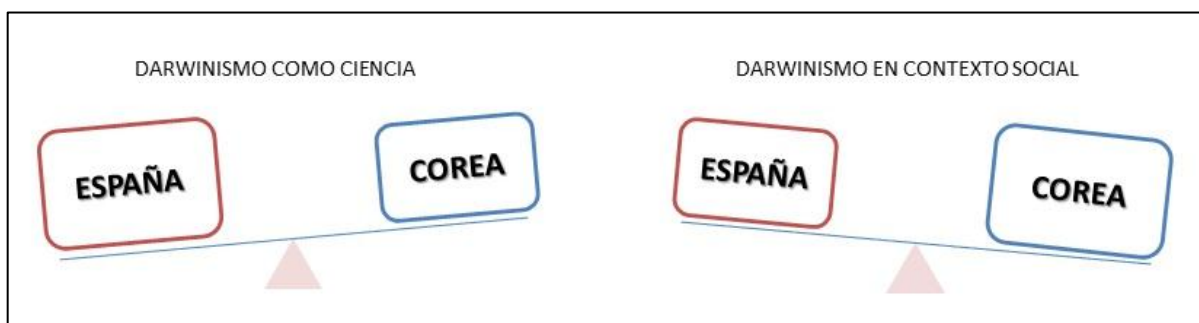 DARWINISMO COMO CIENCIA
ESPAÑA
COREA
DARWINISMO EN CONTEXTO SOCIAL
ESPAÑA
COREA